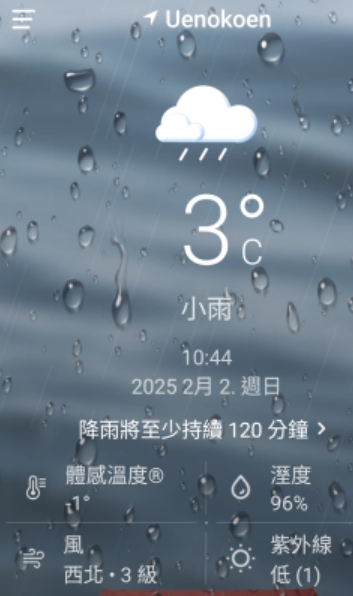 Uenokoen
3°C
小雨
10:44
2025 2月 2. 週日
降雨將至少持續 120 分鐘 >
體感溫度®
-1°
溼度
96%
風
西北 • 3 級
紫外線
低 (1)